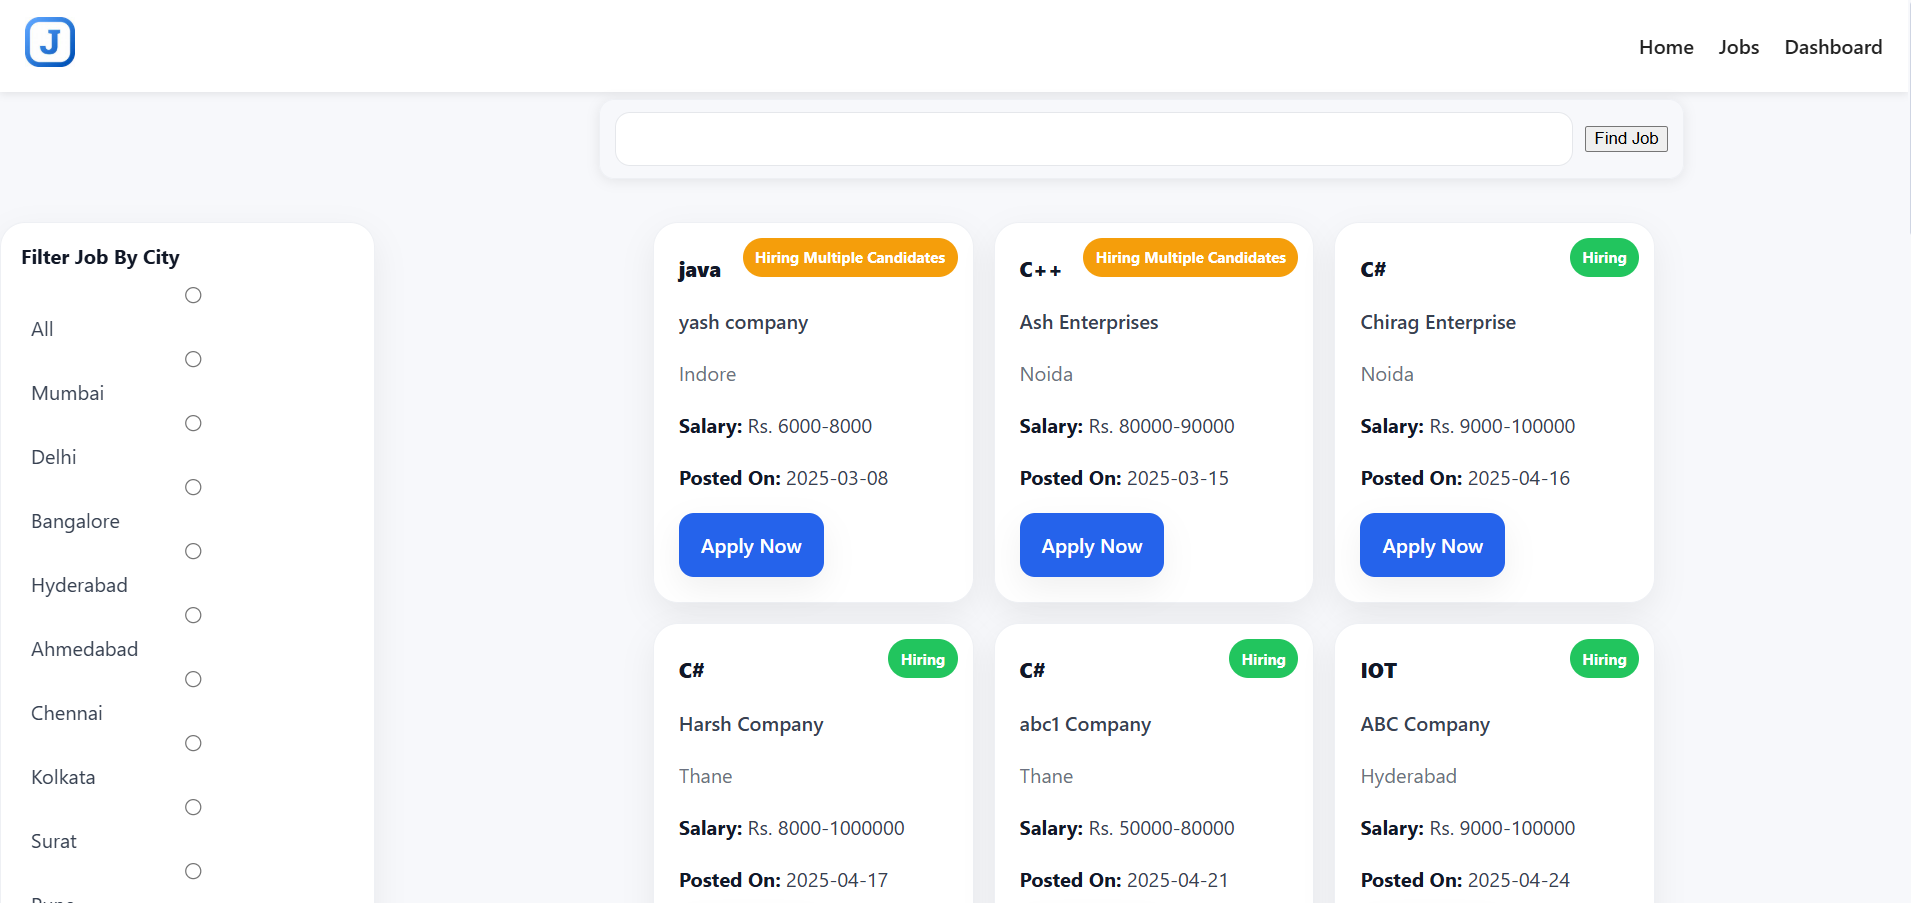 J
Home Jobs Dashboard
Find Job
Filter Job By City
All
Mumbai
Delhi
Bangalore
Hyderabad
Ahmedabad
Chennai
Kolkata
Surat
java
Hiring Multiple Candidates
yash company
Indore
Salary: Rs. 6000-8000
Posted On: 2025-03-08
Apply Now
C++
Hiring Multiple Candidates
Ash Enterprises
Noida
Salary: Rs. 80000-90000
Posted On: 2025-03-15
Apply Now
C#
Hiring
Chirag Enterprise
Noida
Salary: Rs. 9000-100000
Posted On: 2025-04-16
Apply Now
C#
Hiring
Harsh Company
Thane
Salary: Rs. 8000-1000000
Posted On: 2025-04-17
C#
Hiring
abc1 Company
Thane
Salary: Rs. 50000-80000
Posted On: 2025-04-21
IOT
Hiring
ABC Company
Hyderabad
Salary: Rs. 9000-100000
Posted On: 2025-04-24